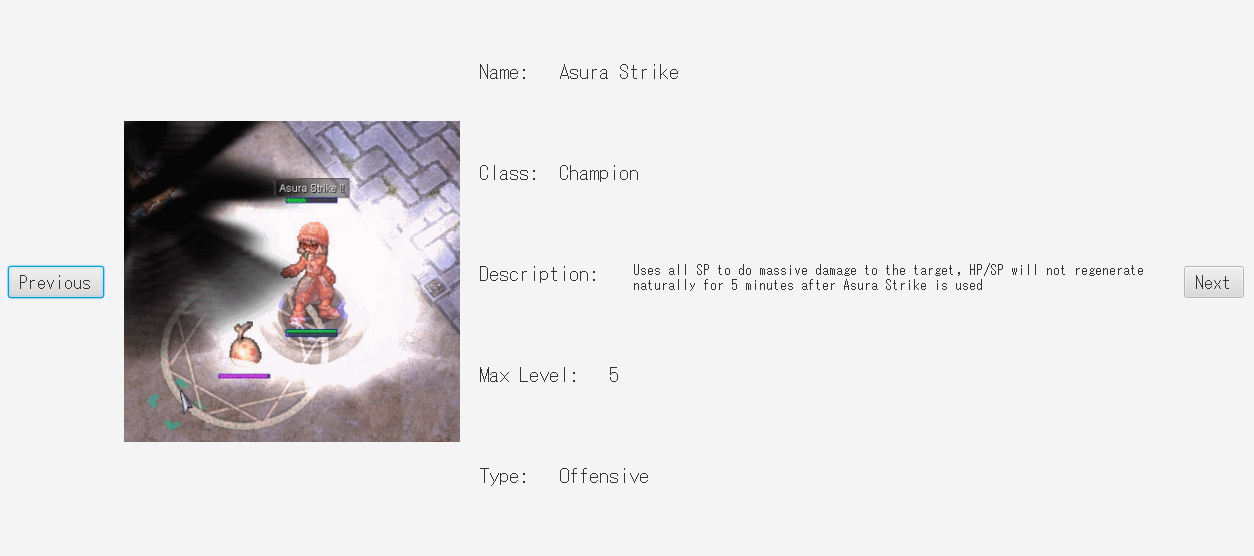 Name: Asura Strike
Asura Strike !!
Class: Champion
Previous
Description: Uses all SP to do massive damage to the target, HP/SP will not regenerate
naturally for 5 minutes after Asura Strike is used
Next
Max Level: 5
Type: Offensive